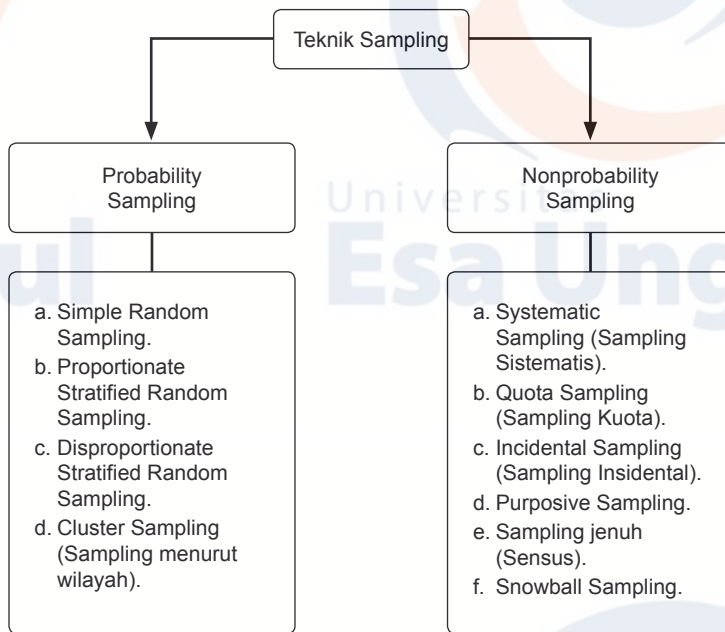 Teknik Sampling
Probability
Sampling
Nonprobability
Sampling
Universitas
Esa Ung
ul
a. Simple Random
Sampling.
b. Proportionate
Stratified Random
Sampling.
c. Disproportionate
Stratified Random
Sampling.
d. Cluster Sampling
(Sampling menurut
wilayah).
a. Systematic
Sampling (Sampling
Sistematis).
b. Quota Sampling
(Sampling Kuota).
c. Incidental Sampling
(Sampling Insidental).
d. Purposive Sampling.
e. Sampling jenuh
(Sensus).
f. Snowball Sampling.